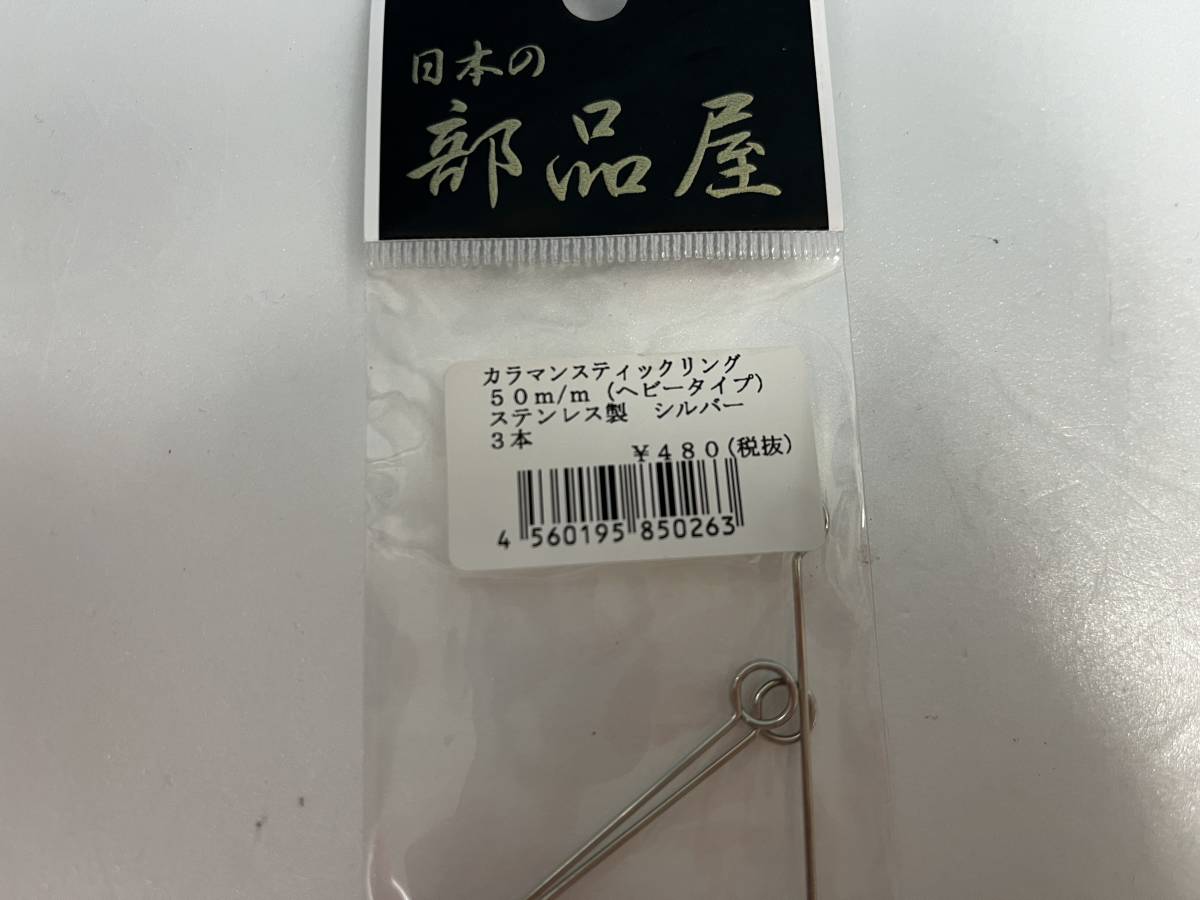 日本の
部品屋
カラマンスティックリング
５０ｍ/ｍ（ヘビータイプ）
ステンレス製　シルバー
３本
￥４８０(税抜)
4 560195 850263